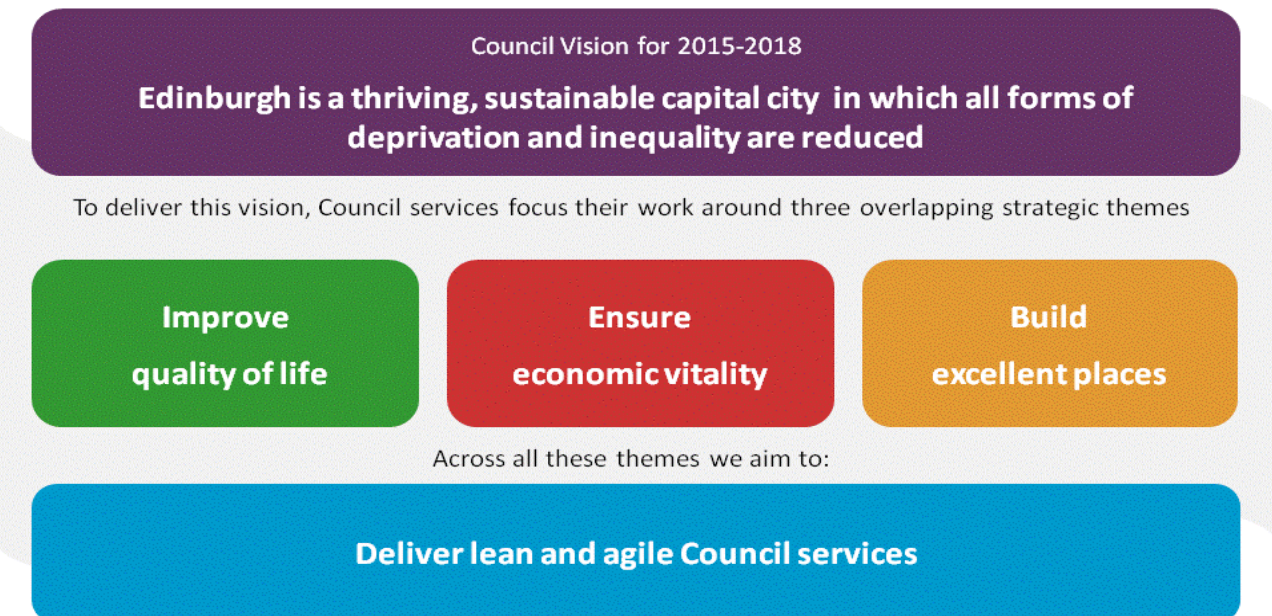 Council Vision for 2015-2018
Edinburgh is a thriving, sustainable capital city in which all forms of
deprivation and inequality are reduced
To deliver this vision, Council services focus their work around three overlapping strategic themes
Improve
quality of life
Ensure
economic vitality
Build
excellent places
Across all these themes we aim to:
Deliver lean and agile Council services